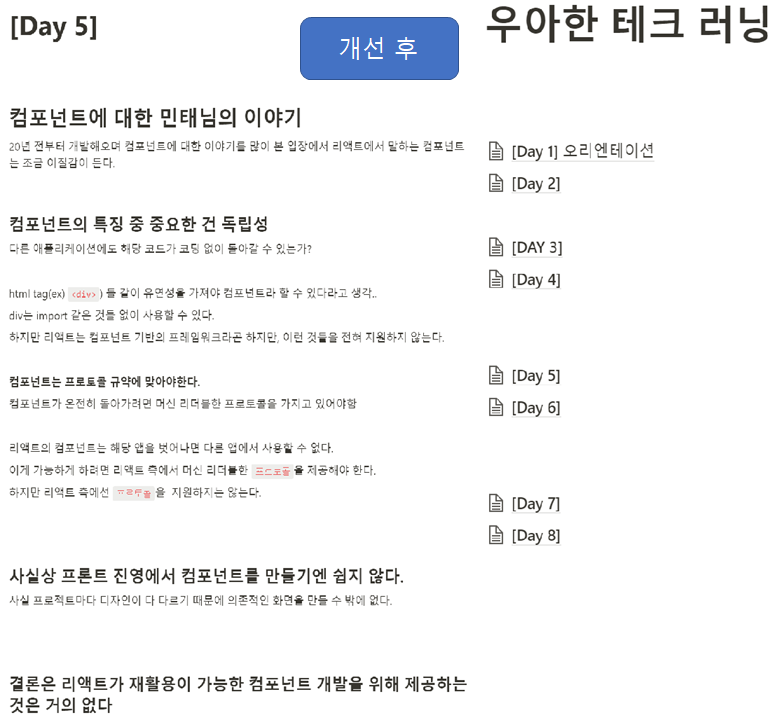 [Day 5]
개선 후
컴포넌트에 대한 민태님의 이야기
20년 전부터 개발해오며 컴포넌트에 대한 이야기를 많이 본 입장에서 리액트에서 말하는 컴포넌트
는 조금 이질감이 든다.
컴포넌트의 특징 중 중요한 건 독립성
다른 애플리케이션에도 해당 코드가 코딩 없이 돌아갈 수 있는가?
html tag(ex) <div>) 들 같이 유연성을 가져야 컴포넌트라 할 수 있다라고 생각..
div는 import 같은 것들 없이 사용할 수 있다.
하지만 리액트는 컴포넌트 기반의 프레임워크라곤 하지만, 이런 것들을 전혀 지원하지 않는다.
컴포넌트는 프로토콜 규약에 맞아야한다.
컴포넌트가 온전히 돌아가려면 머신 리더블한 프로토콜을 가지고 있어야함
리액트의 컴포넌트는 해당 앱을 벗어나면 다른 앱에서 사용할 수 없다.
이게 가능하게 하려면 리액트 측에서 머신 리더블한 프로토콜을 제공해야 한다.
하지만 리액트 측에선 프로토콜을 지원하지는 않는다.
사실상 프론트 진영에서 컴포넌트를 만들기엔 쉽지 않다.
사실 프로젝트마다 디자인이 다 다르기 때문에 의존적인 화면을 만들 수 밖에 없다.
결론은 리액트가 재활용이 가능한 컴포넌트 개발을 위해 제공하는
것은 거의 없다
우아한 테크 러닝
[Day 1] 오리엔테이션
[Day 2]
[DAY 3]
[Day 4]
[Day 5]
[Day 6]
[Day 7]
[Day 8]